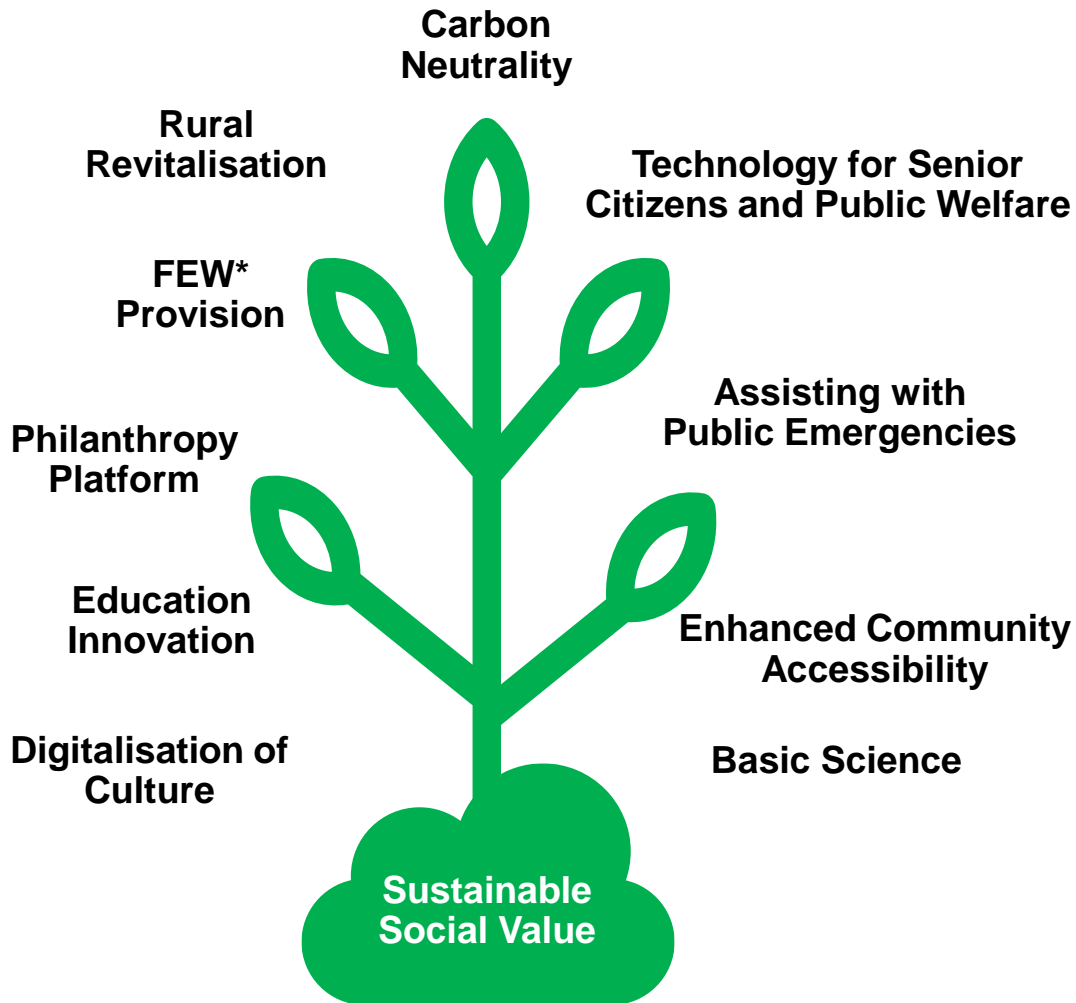 Carbon
Neutrality
Rural
Revitalisation
Technology for Senior
Citizens and Public Welfare
FEW*
Provision
Assisting with
Public Emergencies
Philanthropy
Platform
Education
Innovation
Enhanced Community
Accessibility
Digitalisation of
Culture
Basic Science
Sustainable
Social Value